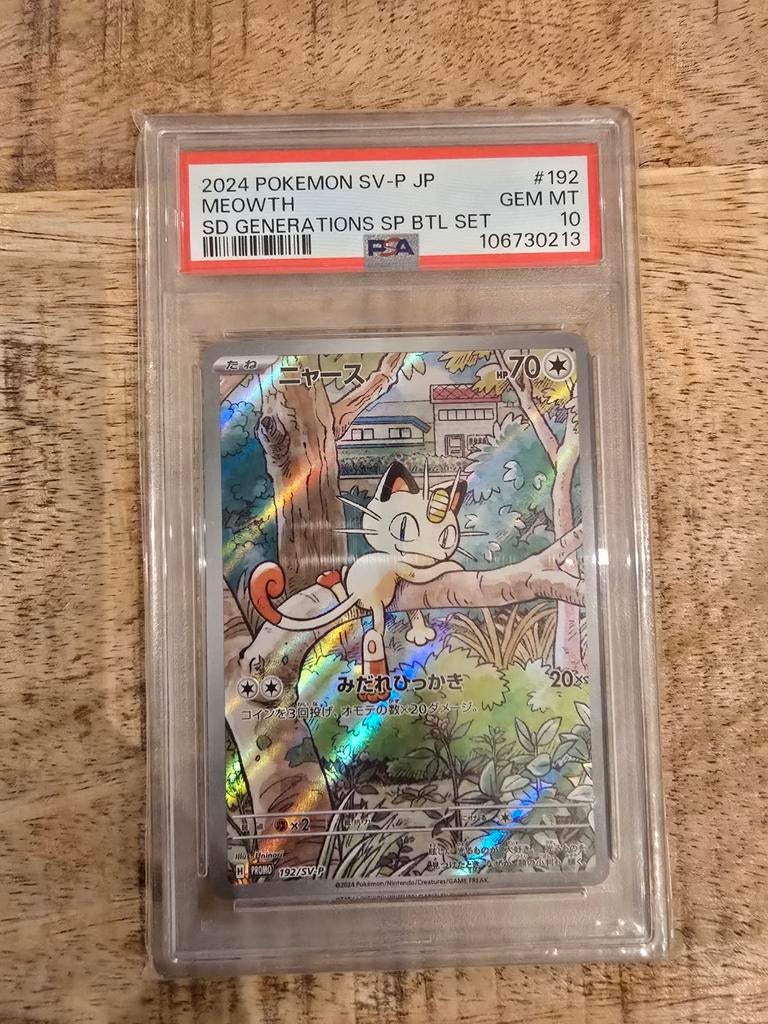 2024 POKEMON SV-P JP #192
MEOWTH GEM MT
SD GENERATIONS SP BTL SET 10
PSA 106730213
たね ニャース HP70
みだれひっかき 20×
コインを3回投げ、オモテの数×20ダメージ。
×2
illus. Uninori
H PROMO 192/SV-P
©2024 Pokémon/Nintendo/Creatures/GAME FREAK